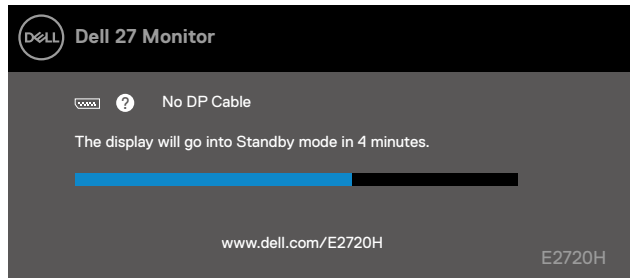 DELL
Dell 27 Monitor
? No DP Cable
The display will go into Standby mode in 4 minutes.
www.dell.com/E2720H
E2720H